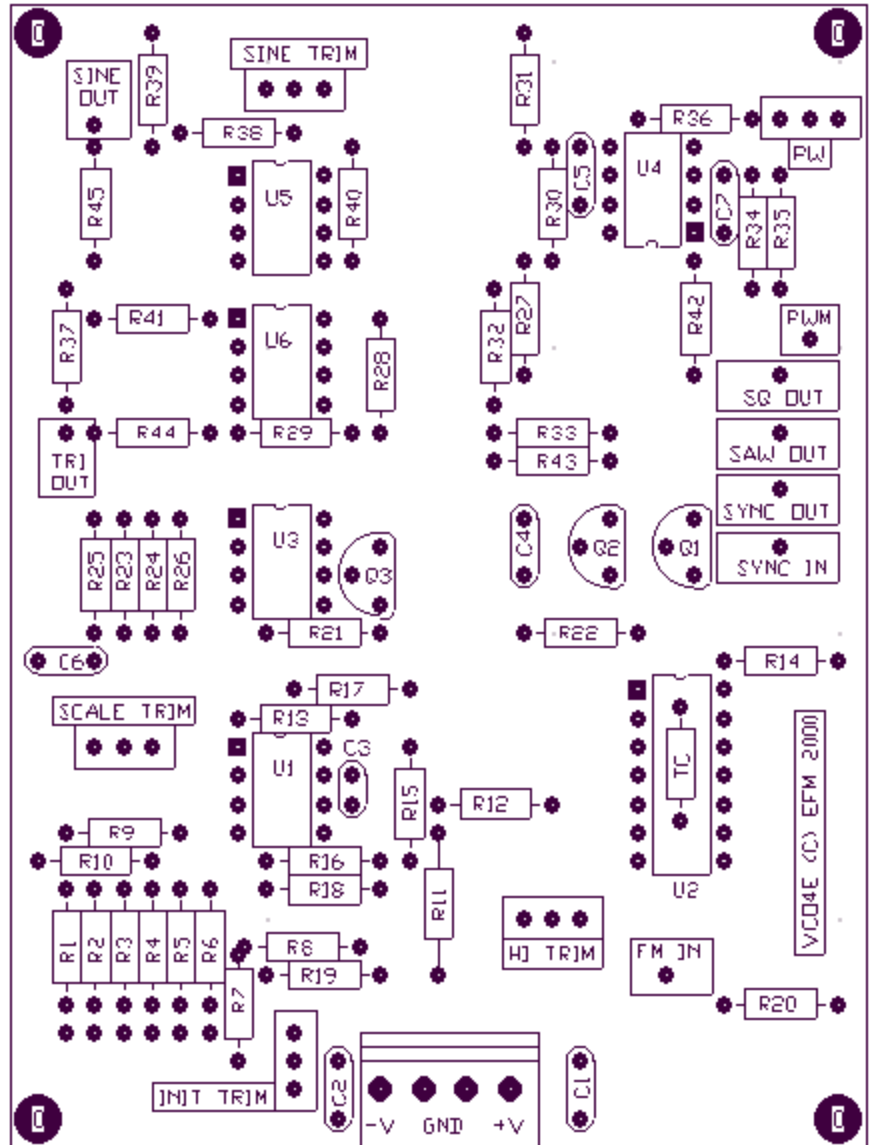 SINE TRIM
SINE
OUT
R39
R38
R31
R36
PW
U4
C5
R45
U5
R40
R30
C7
R34
R35
R37
R41
U6
R28
R32
R27
R42
PWM
SQ OUT
R44
R29
R33
SAW OUT
R43
TRI
OUT
SYNC OUT
R25
R23
R24
R26
U3
Q3
C4
Q2
Q1
SYNC IN
R21
R22
C6
R14
R17
SCALE TRIM
R13
U1
C3
TC
R15
R12
VCO4E (C) EFM 2000
R9
R10
R16
R18
U2
R11
R1
R2
R3
R4
R5
R6
R8
HI TRIM
FM IN
R19
R7
R20
INIT TRIM
C2
C1
-V GND +V